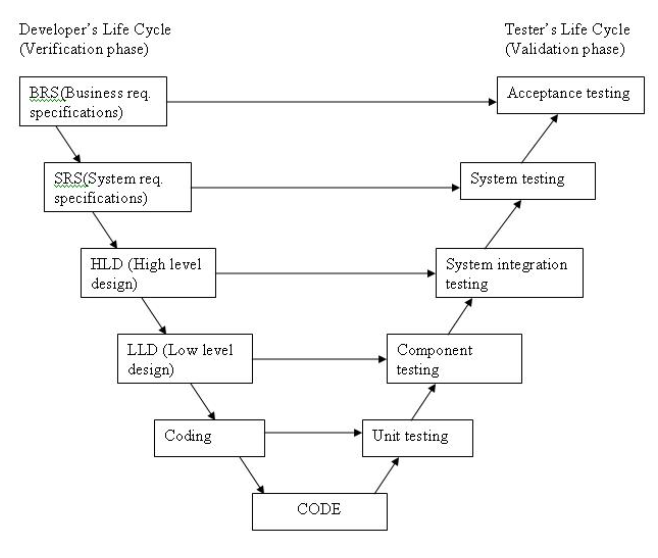 Developer's Life Cycle
(Verification phase)
Tester's Life Cycle
(Validation phase)
BRS(Business req.
specifications)
Acceptance testing
SRS(System req.
specifications)
System testing
HLD (High level
design)
System integration
testing
LLD (Low level
design)
Component
testing
Coding
Unit testing
CODE